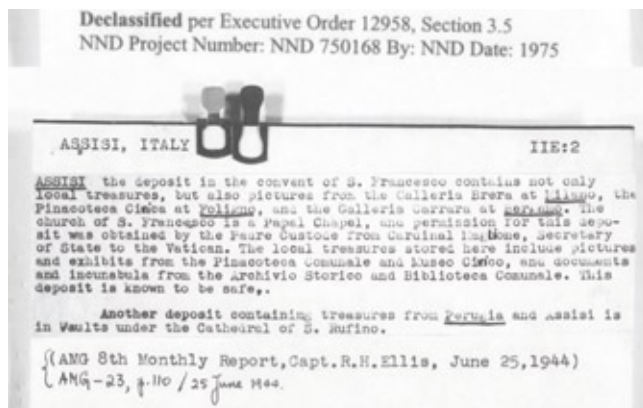 Declassified per Executive Order 12958, Section 3.5
NND Project Number: NND 750168 By: NND Date: 1975
ASSISI, ITALY
IIE:2
ASSISI the deposit in the convent of S. Francesco contains not only
local treasures, but also pictures from the Galleria Brera at Milano, the
Pinacoteca Civica at Foligno, and the Galleria Carrara at The
church of S. Francesco is a Papal Chapel, and permission for this depo-
sit was obtained by the Padre Custode from Cardinal Secretary
of State to the Vatican. The local treasures stored here include pictures
and exhibits from the Pinacoteca Comunale and Museo Civico, and documents
and incunabula from the Archivio Storico and Biblioteca Comunale. This
deposit is known to be safe,.
Another deposit containing treasures from Perugia and Assisi is
in Vaults under the Cathedral of S. Rufino.
(AMG 8th Monthly Report,Capt.R.H.Ellis, June 25,1944)
AMG-23, p.110 / 25 June 1944.